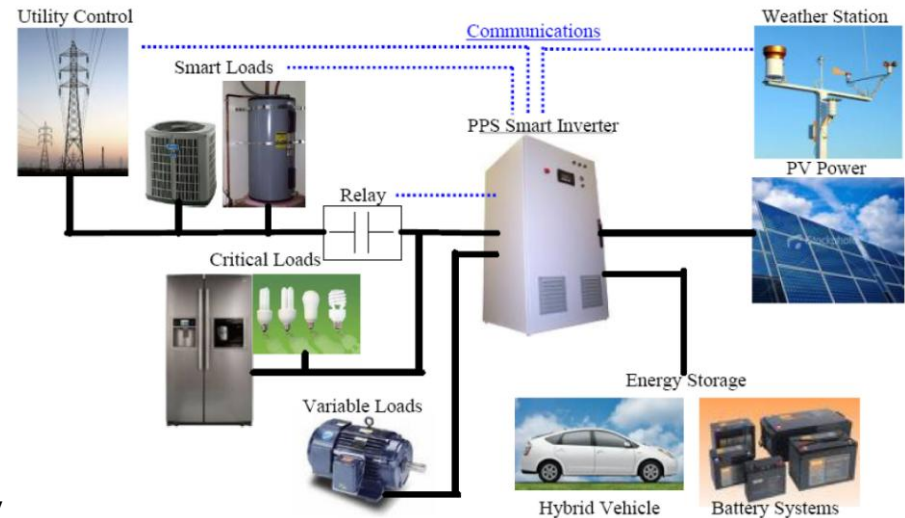 Utility Control
Communications
Weather Station
Smart Loads
PPS Smart Inverter
PV Power
Relay
Critical Loads
Energy Storage
Variable Loads
Hybrid Vehicle
Battery Systems